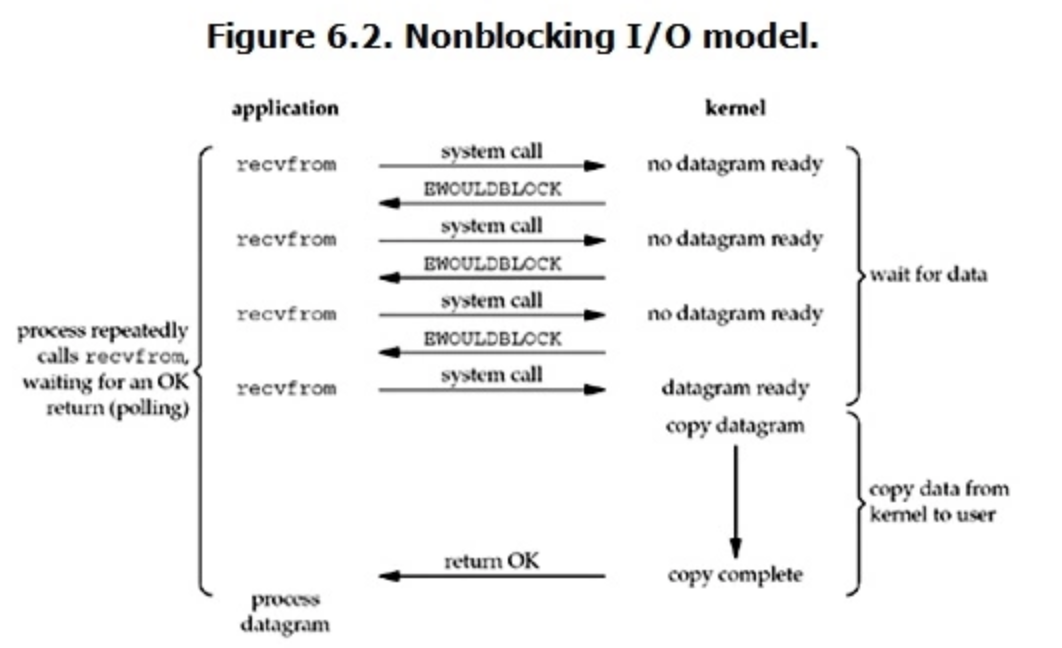 Figure 6.2. Nonblocking I/O model.
application
kernel
recvfrom
system call
no datagram ready
EWOULDBLOCK
recvfrom
system call
no datagram ready
EWOULDBLOCK
recvfrom
system call
no datagram ready
EWOULDBLOCK
recvfrom
system call
datagram ready
wait for data
process repeatedly
calls recvfrom,
waiting for an OK
return (polling)
copy datagram
copy data from
kernel to user
return OK
copy complete
process
datagram